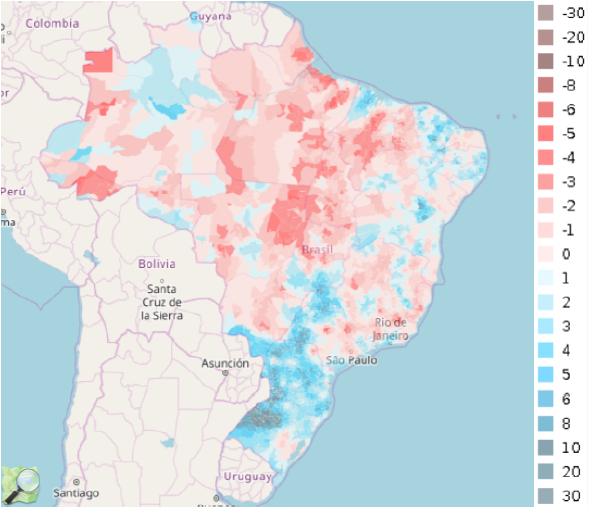 Colombia
Guyana
Perú
ma
Bolivia
Santa
Cruz de
la Sierra
Brasil
Rio de
Janeiro
São Paulo
Asunción
Uruguay
Santiago
-30
-20
-10
-8
-6
-5
-4
-3
-2
-1
0
1
2
3
4
5
6
8
10
20
30